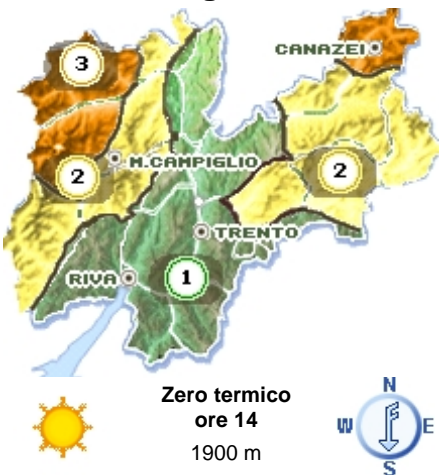 CANAZEI
3
M.CAMPIGLIO
2
2
TRENTO
RIVA
1
Zero termico
ore 14
1900 m
N
W
E
S